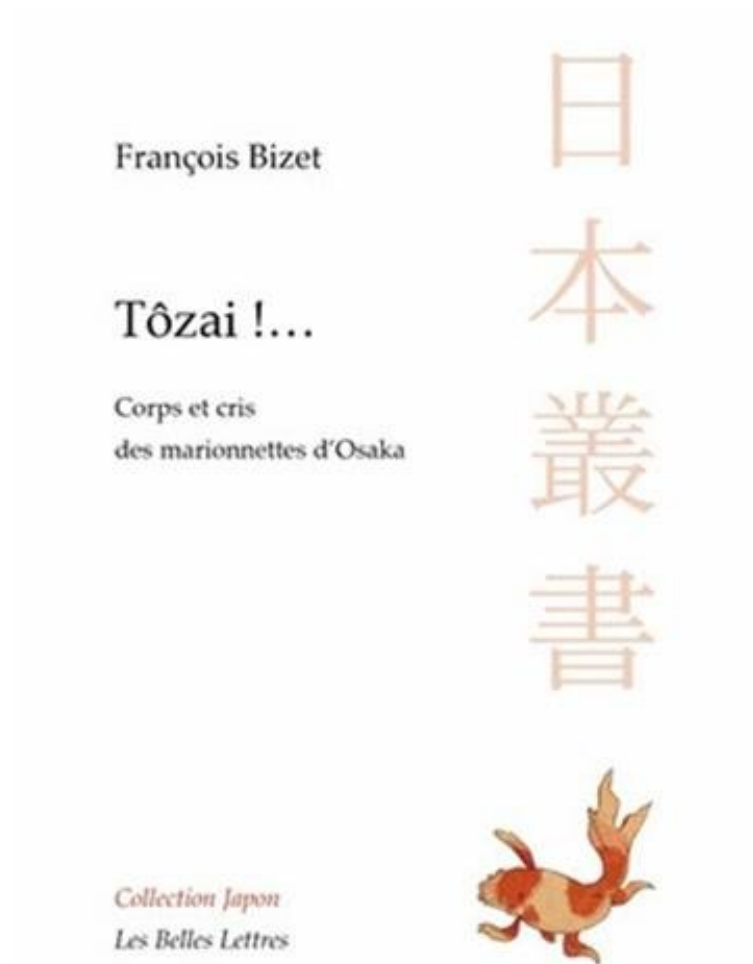 François Bizet
Tôzai !...
Corps et cris
des marionnettes d'Osaka
日本叢書
Collection Japon
Les Belles Lettres